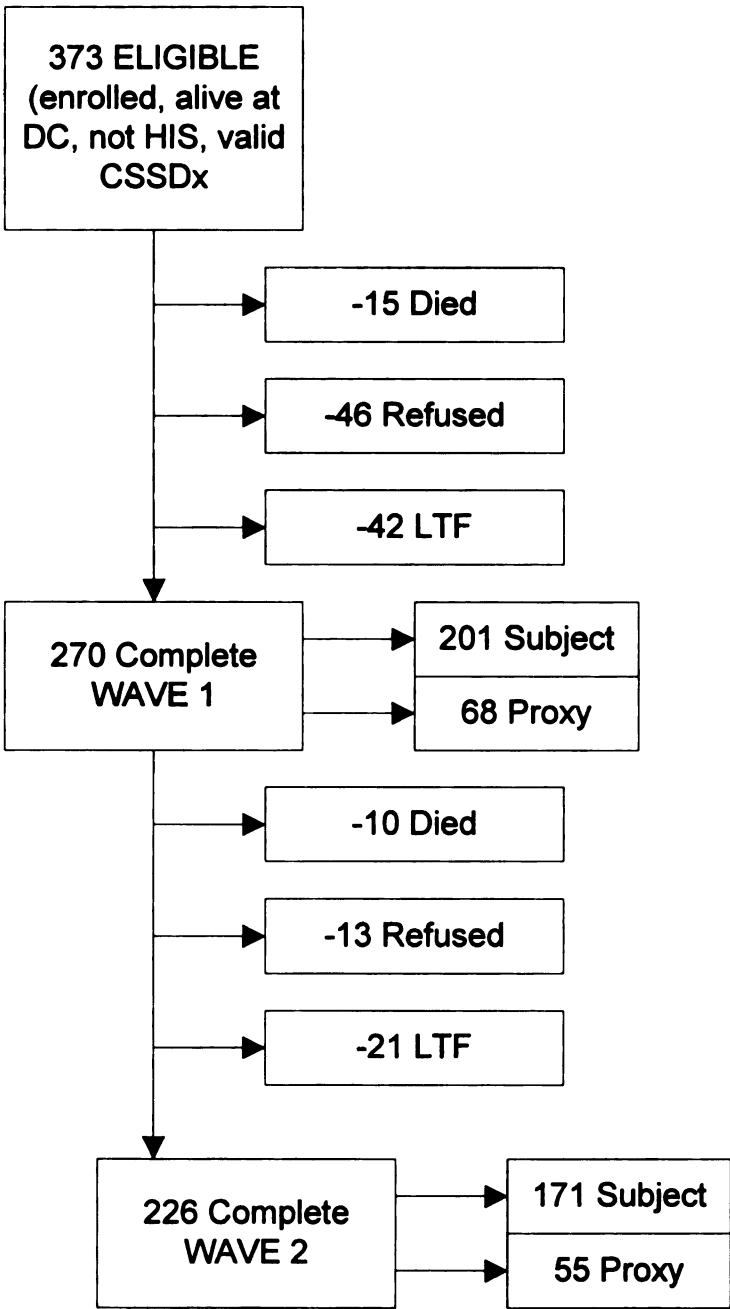 373 ELIGIBLE
(enrolled, alive at
DC, not HIS, valid
CSSDx
-15 Died
-46 Refused
-42 LTF
270 Complete
WAVE 1
201 Subject
68 Proxy
-10 Died
-13 Refused
-21 LTF
226 Complete
WAVE 2
171 Subject
55 Proxy